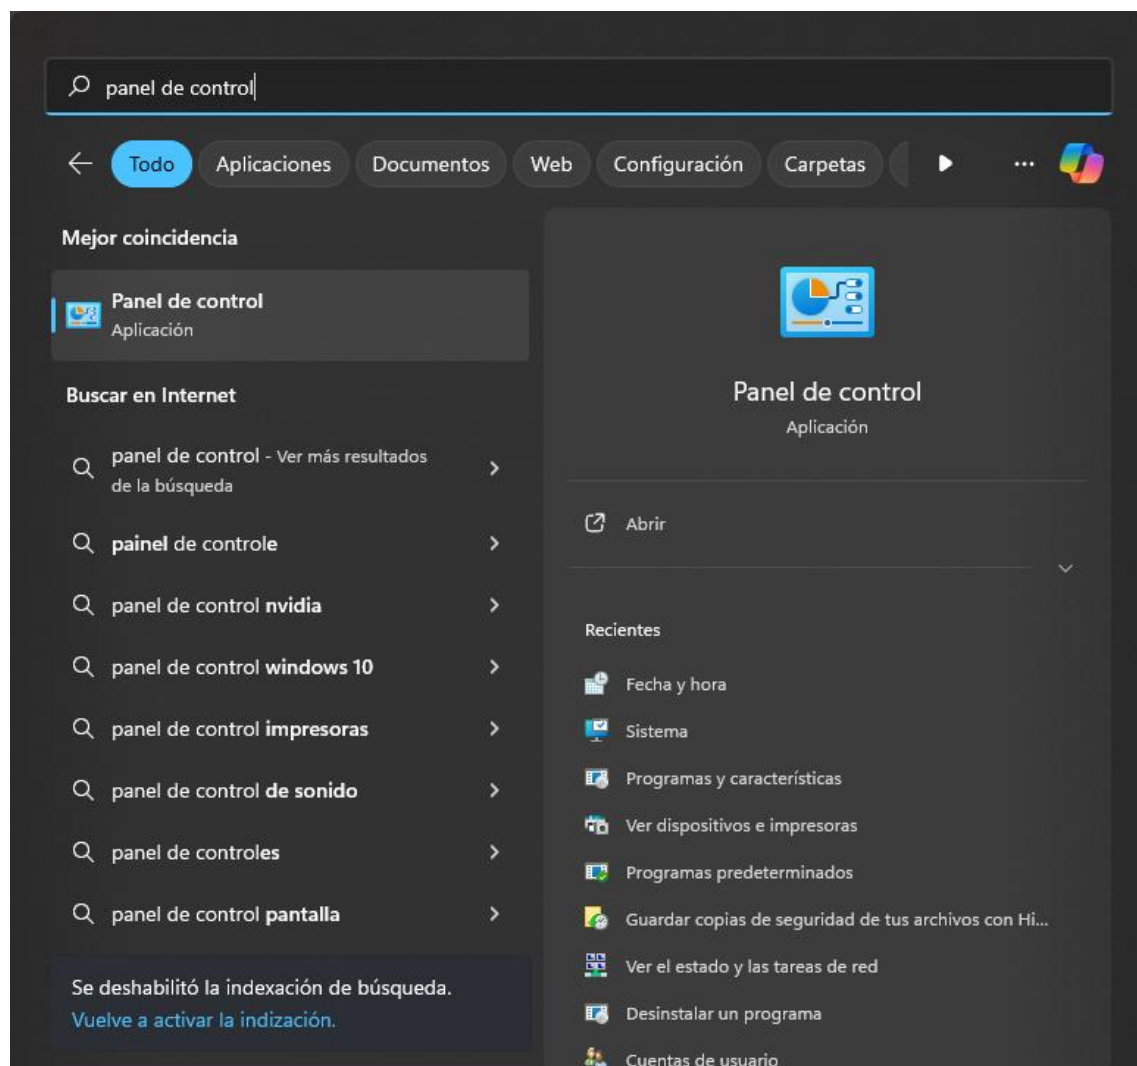 panel de control
Todo
Aplicaciones
Documentos
Web
Configuración
Carpetas
Mejor coincidencia
Panel de control
Aplicación
Buscar en Internet
panel de control - Ver más resultados
de la búsqueda
painel de controle
panel de control nvidia
panel de control windows 10
panel de control impresoras
panel de control de sonido
panel de controles
panel de control pantalla
Se deshabilitó la indexación de búsqueda.
Vuelve a activar la indización.
Panel de control
Aplicación
Abrir
Recientes
Fecha y hora
Sistema
Programas y características
Ver dispositivos e impresoras
Programas predeterminados
Guardar copias de seguridad de tus archivos con Hi...
Ver el estado y las tareas de red
Desinstalar un programa
Cuentas de usuario